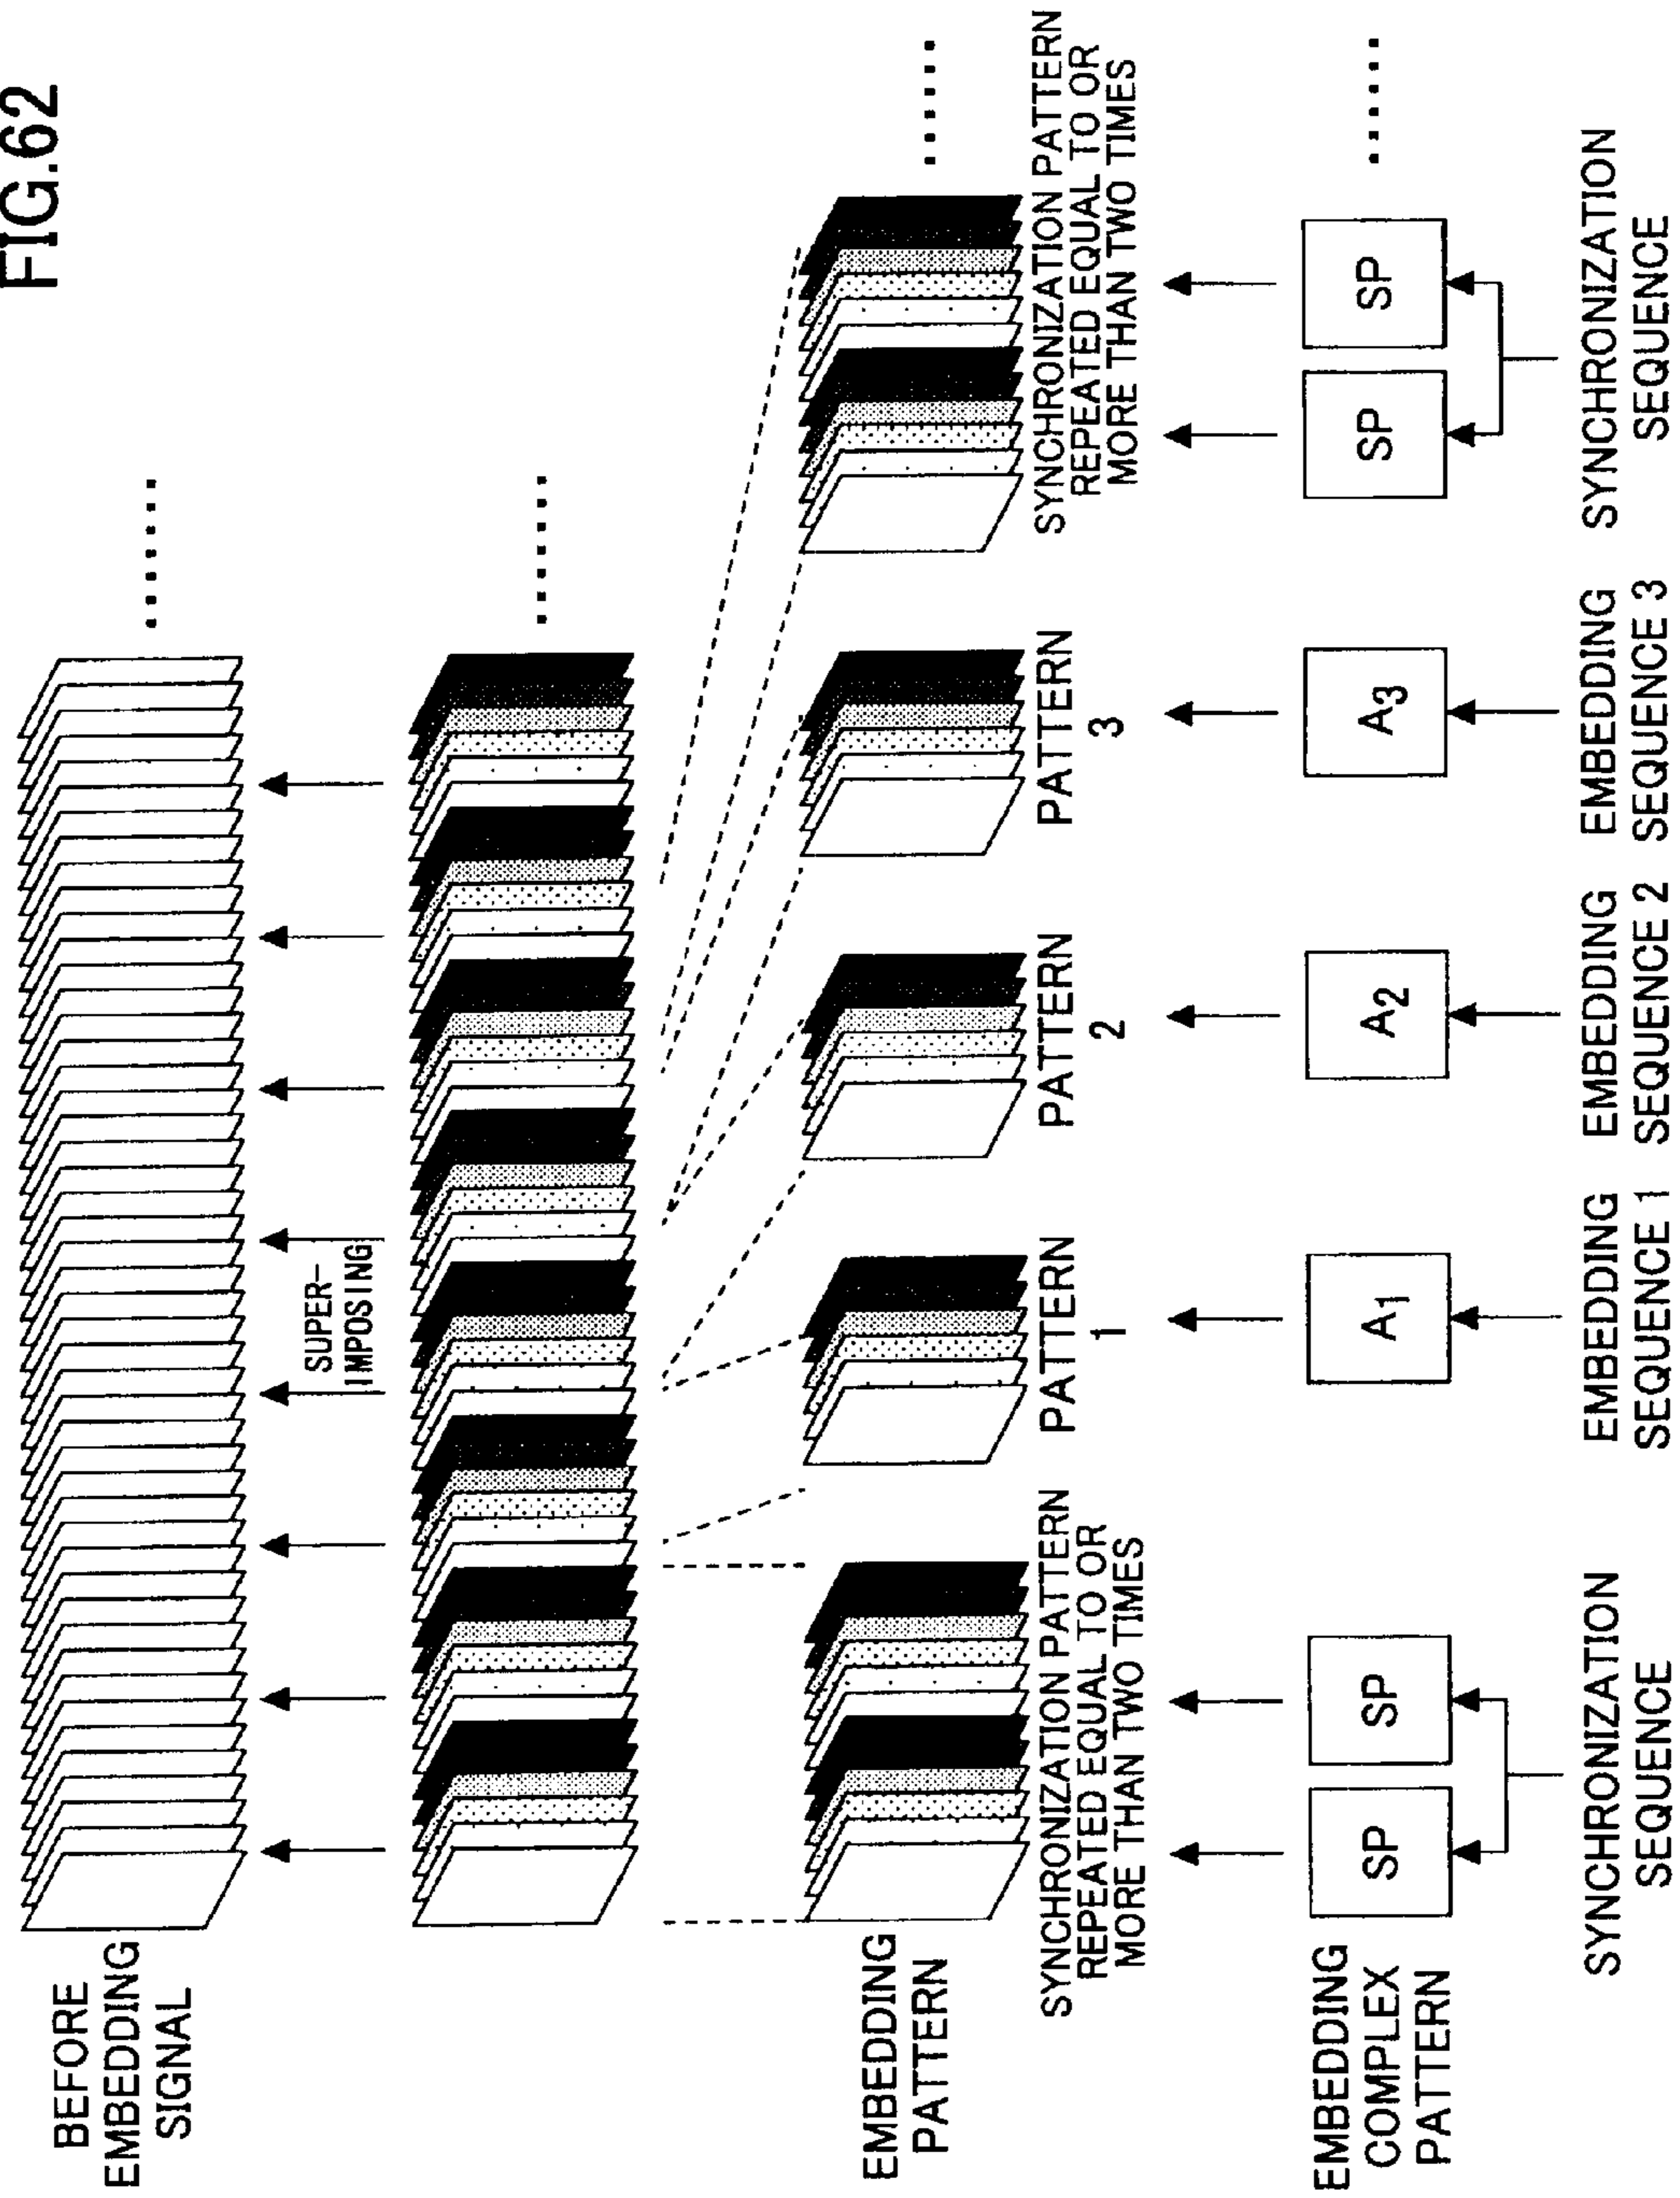 FIG.62
BEFORE
EMBEDDING
SIGNAL
SUPER-
IMPOSING
EMBEDDING
PATTERN
SYNCHRONIZATION PATTERN
REPEATED EQUAL TO OR
MORE THAN TWO TIMES
PATTERN
1
PATTERN
2
PATTERN
3
SYNCHRONIZATION PATTERN
REPEATED EQUAL TO OR
MORE THAN TWO TIMES
EMBEDDING
COMPLEX
PATTERN
SP
SP
A1
A2
A3
SP
SP
SYNCHRONIZATION
SEQUENCE
EMBEDDING
SEQUENCE 1
EMBEDDING
SEQUENCE 2
EMBEDDING
SEQUENCE 3
SYNCHRONIZATION
SEQUENCE